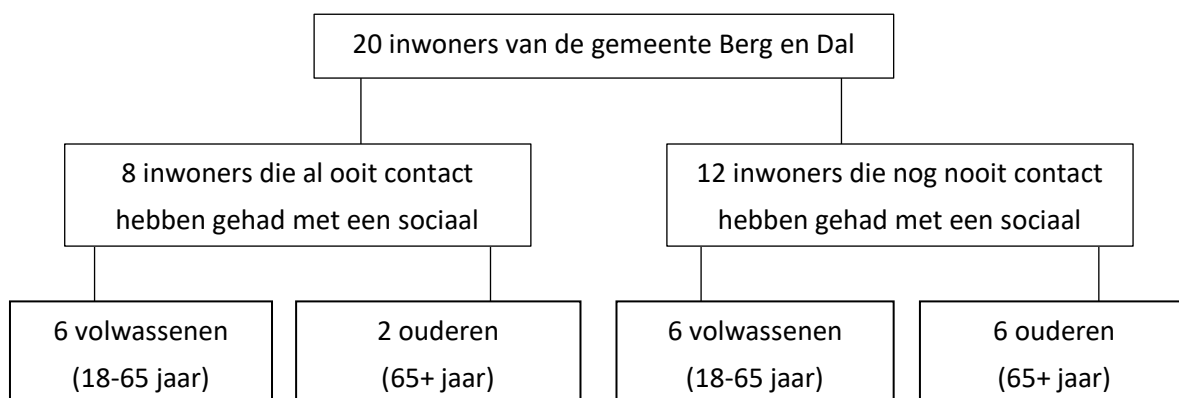 20 inwoners van de gemeente Berg en Dal
8 inwoners die al ooit contact
hebben gehad met een sociaal
12 inwoners die nog nooit contact
hebben gehad met een sociaal
6 volwassenen
(18-65 jaar)
2 ouderen
(65+ jaar)
6 volwassenen
(18-65 jaar)
6 ouderen
(65+ jaar)